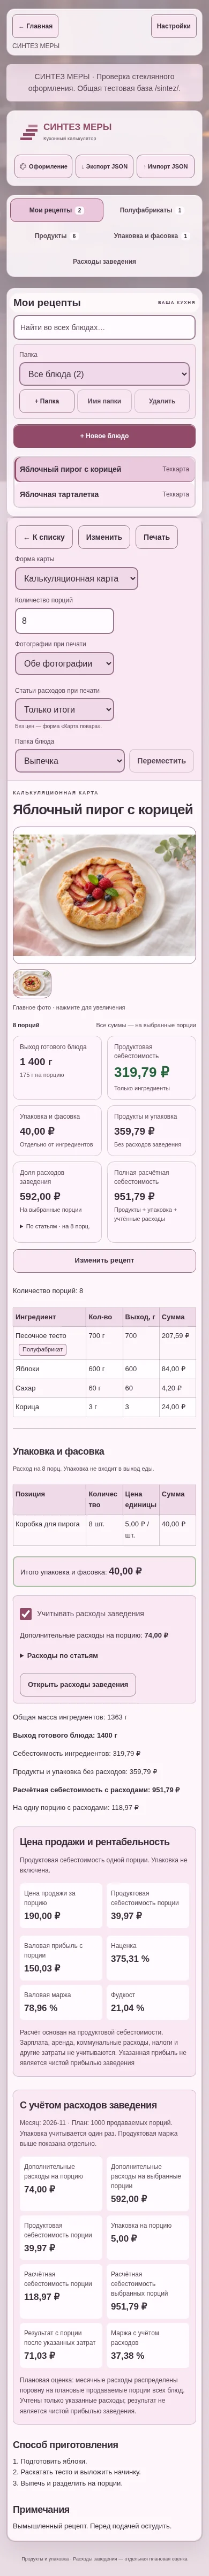 ← Главная
Настройки
СИНТЕЗ МЕРЫ
СИНТЕЗ МЕРЫ · Проверка стеклянного
оформления. Общая тестовая база /sintez/.
СИНТЕЗ МЕРЫ
Кухонный калькулятор
Оформление
↓ Экспорт JSON
↑ Импорт JSON
Мои рецепты 2
Полуфабрикаты 1
Продукты 6
Упаковка и фасовка 1
Расходы заведения
Мои рецепты
ВАША КУХНЯ
Найти во всех блюдах…
Папка
Все блюда (2)
+ Папка
Имя папки
Удалить
+ Новое блюдо
Яблочный пирог с корицей
Техкарта
Яблочная тарталетка
Техкарта
← К списку
Изменить
Печать
Форма карты
Калькуляционная карта
Количество порций
8
Фотографии при печати
Обе фотографии
Статьи расходов при печати
Только итоги
Без цен — форма «Карта повара».
Папка блюда
Выпечка
Переместить
КАЛЬКУЛЯЦИОННАЯ КАРТА
Яблочный пирог с корицей
Главное фото · нажмите для увеличения
8 порций
Все суммы — на выбранные порции
Выход готового блюда
1 400 г
175 г на порцию
Продуктовая
себестоимость
319,79 ₽
Только ингредиенты
Упаковка и фасовка
40,00 ₽
Отдельно от ингредиентов
Продукты и упаковка
359,79 ₽
Без расходов заведения
Доля расходов
заведения
592,00 ₽
На выбранные порции
▸ По статьям · на 8 порц.
Полная расчётная
себестоимость
951,79 ₽
Продукты + упаковка +
учтённые расходы
Изменить рецепт
Количество порций: 8
Ингредиент Кол-во Выход, г Сумма
Песочное тесто 700 г 700 207,59 ₽
Полуфабрикат
Яблоки 600 г 600 84,00 ₽
Сахар 60 г 60 4,20 ₽
Корица 3 г 3 24,00 ₽
Упаковка и фасовка
Расход на 8 порц. Упаковка не входит в выход еды.
Позиция Количес Цена Сумма
тво единицы
Коробка для пирога 8 шт. 5,00 ₽ / 40,00 ₽
шт.
Итого упаковка и фасовка: 40,00 ₽
Учитывать расходы заведения
Дополнительные расходы на порцию: 74,00 ₽
▸ Расходы по статьям
Открыть расходы заведения
Общая масса ингредиентов: 1363 г
Выход готового блюда: 1400 г
Себестоимость ингредиентов: 319,79 ₽
Продукты и упаковка без расходов: 359,79 ₽
Расчётная себестоимость с расходами: 951,79 ₽
На одну порцию с расходами: 118,97 ₽
Цена продажи и рентабельность
Продуктовая себестоимость одной порции. Упаковка не
включена.
Цена продажи за
порцию
190,00 ₽
Продуктовая
себестоимость порции
39,97 ₽
Валовая прибыль с
порции
150,03 ₽
Наценка
375,31 %
Валовая маржа
78,96 %
Фудкост
21,04 %
Расчёт основан на продуктовой себестоимости.
Зарплата, аренда, коммунальные расходы, налоги и
другие затраты не учитываются. Указанная прибыль не
является чистой прибылью заведения
С учётом расходов заведения
Месяц: 2026-11 · План: 1000 продаваемых порций.
Упаковка учитывается один раз. Продуктовая маржа
выше показана отдельно.
Дополнительные
расходы на порцию
74,00 ₽
Дополнительные
расходы на выбранные
порции
592,00 ₽
Продуктовая
себестоимость порции
39,97 ₽
Упаковка на порцию
5,00 ₽
Расчётная
себестоимость порции
118,97 ₽
Расчётная
себестоимость
выбранных порций
951,79 ₽
Результат с порции
после указанных затрат
71,03 ₽
Маржа с учётом
расходов
37,38 %
Плановая оценка: месячные расходы распределены
поровну на плановые продаваемые порции всех блюд.
Учтены только указанные расходы; результат не
является чистой прибылью заведения.
Способ приготовления
1. Подготовить яблоки.
2. Раскатать тесто и выложить начинку.
3. Выпечь и разделить на порции.
Примечания
Вымышленный рецепт. Перед подачей остудить.
Продукты и упаковка · Расходы заведения — отдельная плановая оценка